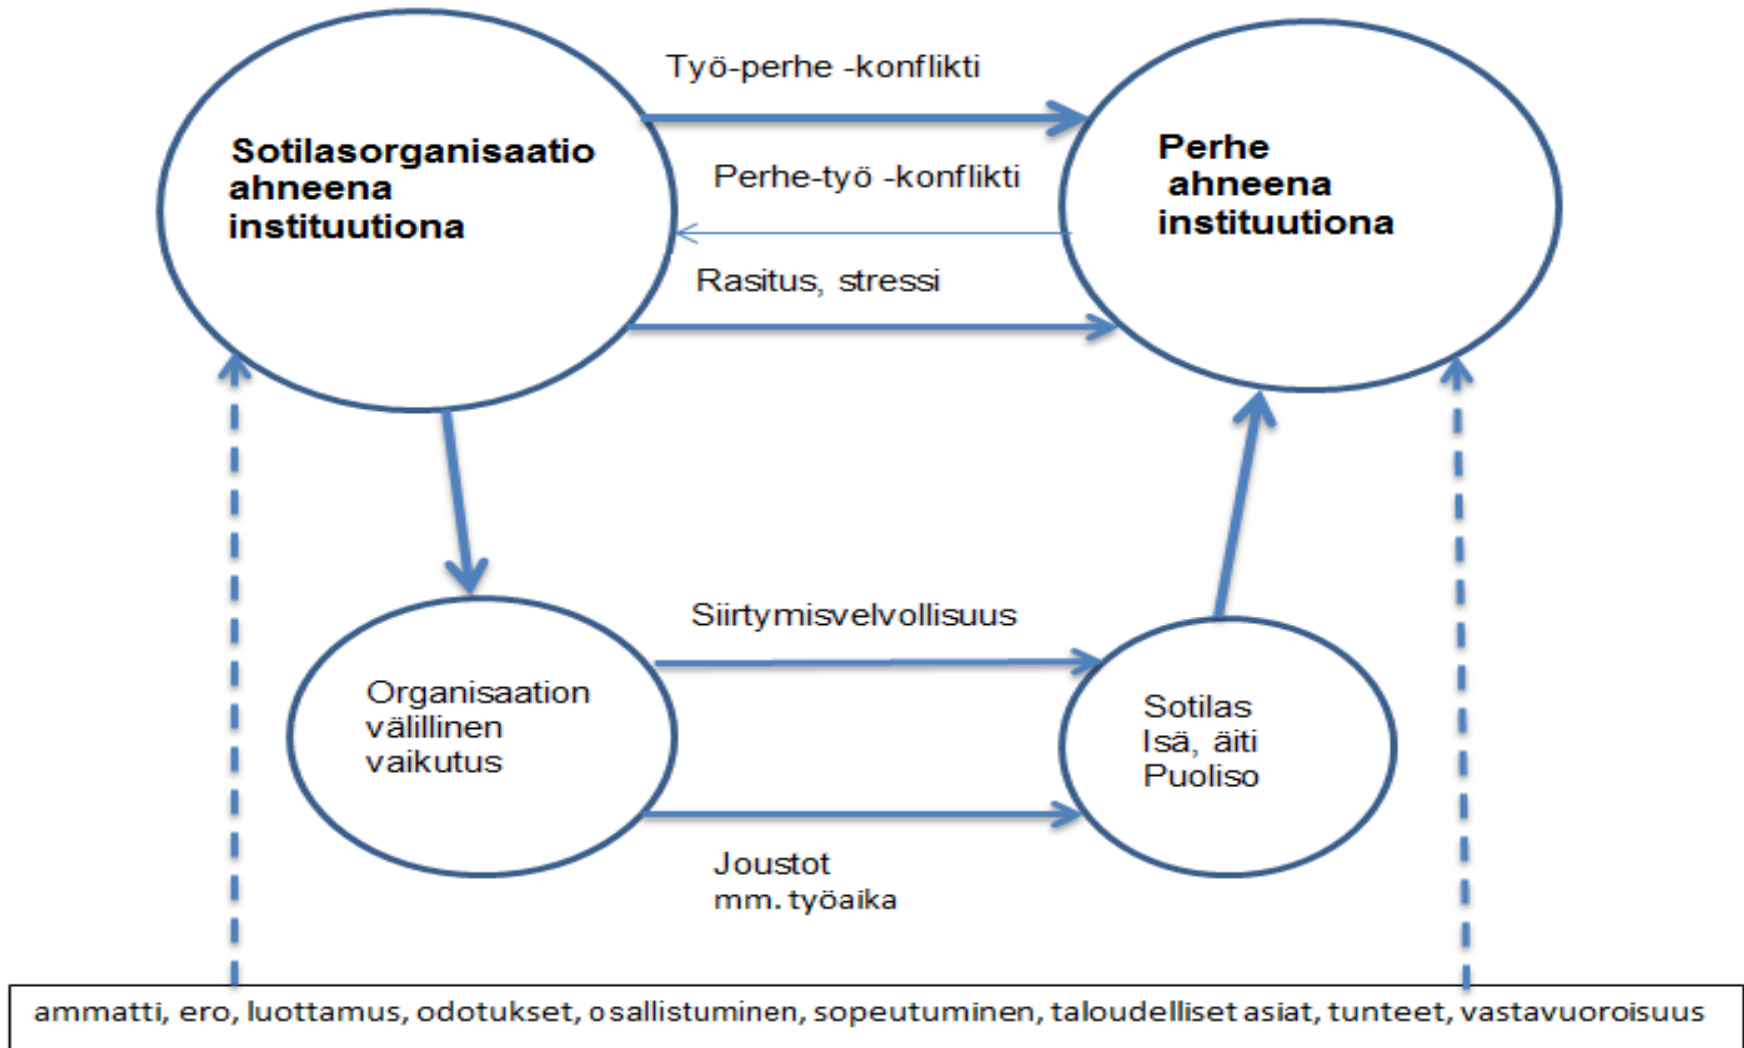 Työ-perhe -konflikti
Sotilasorganisaatio
ahneena
instituutiona
Perhe
ahneena
instituutiona
Perhe-työ -konflikti
Rasitus, stressi
Siirtymisvelvollisuus
Organisaation
välillinen
vaikutus
Sotilas
Isä, äiti
Puoliso
Joustot
mm. työaika
ammatti, ero, luottamus, odotukset, osallistuminen, sopeutuminen, taloudelliset asiat, tunteet, vastavuoroisuus